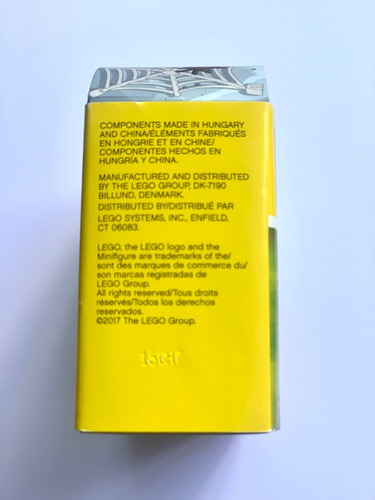 COMPONENTS MADE IN HUNGARY
AND CHINA/ÉLÉMENTS FABRIQUÉS
EN HONGRIE ET EN CHINE/
COMPONENTES HECHOS EN
HUNGRÍA Y CHINA.
MANUFACTURED AND DISTRIBUTED
BY THE LEGO GROUP, DK-7190
BILLUND, DENMARK.
DISTRIBUTED BY/DISTRIBUÉ PAR
LEGO SYSTEMS, INC., ENFIELD,
CT 06083.
LEGO, the LEGO logo and the
Minifigure are trademarks of the/
sont des marques de commerce du/
son marcas registradas de
LEGO Group.
All rights reserved/Tous droits
réservés/Todos los derechos
reservados.
©2017 The LEGO Group.